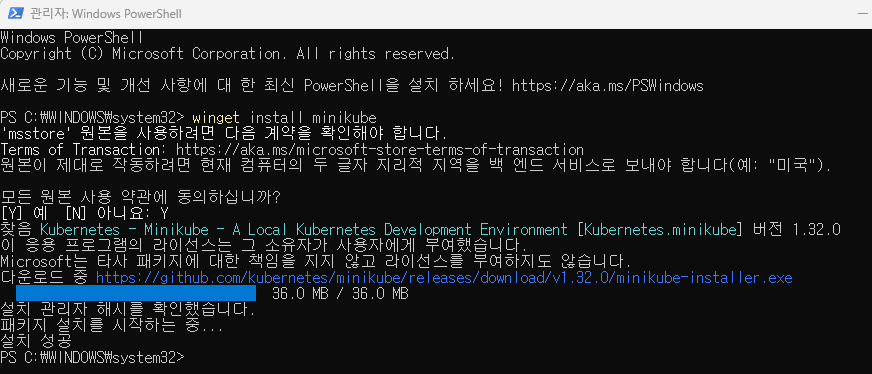 관리자: Windows PowerShell
Windows PowerShell
Copyright (C) Microsoft Corporation. All rights reserved.
새로운 기능 및 개선 사항에 대 한 최신 PowerShell을 설치 하세요! https://aka.ms/PSWindows
PS C:₩WINDOWS₩system32> winget install minikube
'msstore' 원본을 사용하려면 다음 계약을 확인해야 합니다.
Terms of Transaction: https://aka.ms/microsoft-store-terms-of-transaction
원본이 제대로 작동하려면 현재 컴퓨터의 두 글자 지리적 지역을 백 엔드 서비스로 보내야 합니다(예: "미국").
모든 원본 사용 약관에 동의하십니까?
[Y] 예  [N] 아니요: Y
찾음 Kubernetes - Minikube - A Local Kubernetes Development Environment [Kubernetes.minikube] 버전 1.32.0
이 응용 프로그램의 라이선스는 그 소유자가 사용자에게 부여했습니다.
Microsoft는 타사 패키지에 대한 책임을 지지 않고 라이선스를 부여하지도 않습니다.
다운로드 중 https://github.com/kubernetes/minikube/releases/download/v1.32.0/minikube-installer.exe
36.0 MB / 36.0 MB
설치 관리자 해시를 확인했습니다.
패키지 설치를 시작하는 중...
설치 성공
PS C:₩WINDOWS₩system32>